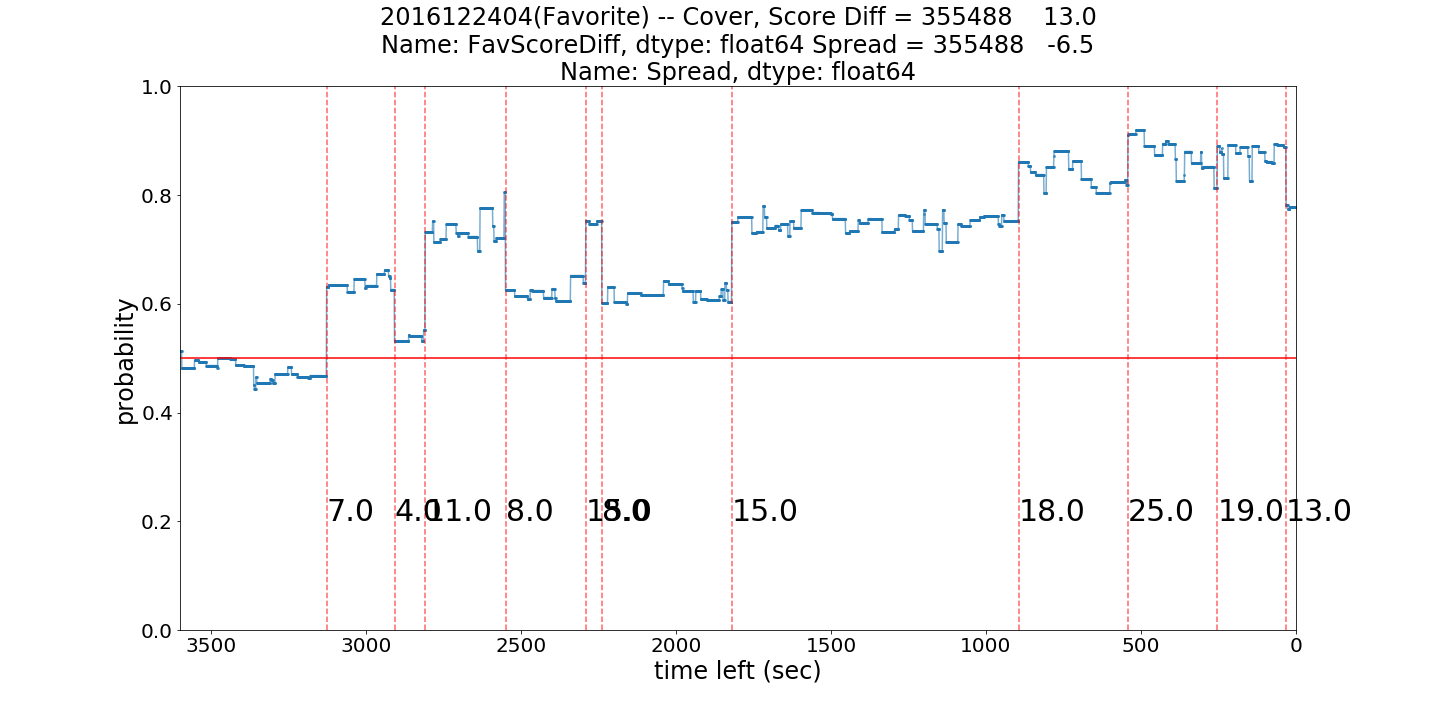 2016122404(Favorite) -- Cover, Score Diff = 355488    13.0
Name: FavScoreDiff, dtype: float64 Spread = 355488   -6.5
Name: Spread, dtype: float64
1.0
0.8
0.6
0.4
0.2
0.0
probability
7.0 4.0 11.0 8.0 15.0 18.0 25.0 19.0 13.0
3500 3000 2500 2000 1500 1000 500 0
time left (sec)